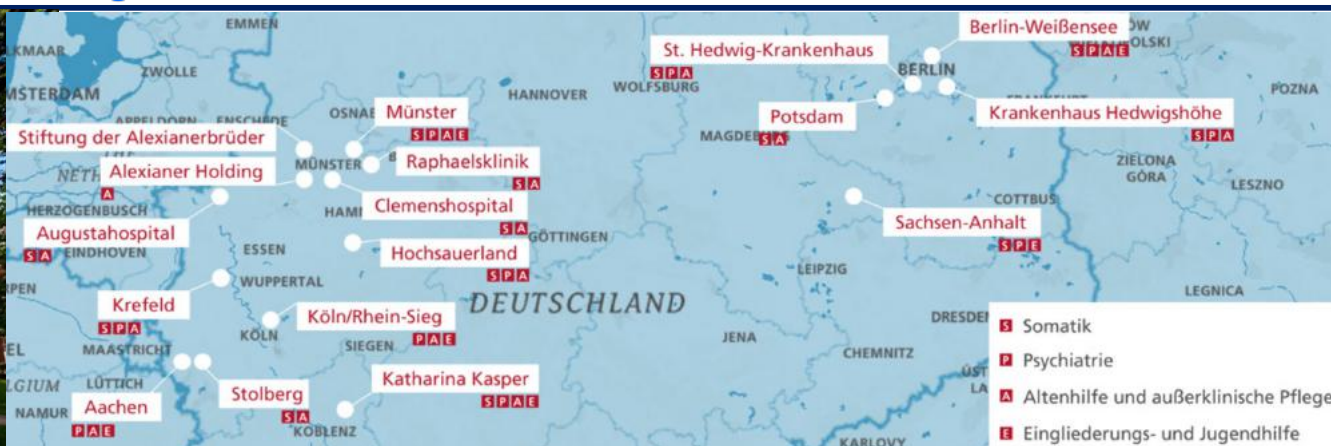 EMMEN
Berlin-Weißensee
S P A E
St. Hedwig-Krankenhaus
S P A
BERLIN
ZWOLLE
WOLFSBURG
HANNOVER
POZNA
Münster
S P A E
Potsdam
S A
Krankenhaus Hedwigshöhe
S P A
Stiftung der Alexianerbrüder
MÜNSTER
Raphaelsklinik
S A
ZIELONA
GÓRA
LESZNO
Alexianer Holding
A
HERZOGENBUSCH
Clemenshospital
S A
COTTBUS
Augustahospital
S A
EINDHOVEN
GÖTTINGEN
Sachsen-Anhalt
S P E
ESSEN
Hochsauerland
S P A
LEIPZIG
WUPPERTAL
DEUTSCHLAND
LEGNICA
Krefeld
S P A
Köln/Rhein-Sieg
P A E
KÖLN
SIEGEN
JENA
CHEMNITZ
MAASTRICHT
LÜTTICH
NAMUR
Aachen
P A E
Stolberg
S A
Katharina Kasper
S P A E
KOBLENZ
KARLOVY
S Somatik
P Psychiatrie
A Altenhilfe und außerklinische Pflege
E Eingliederungs- und Jugendhilfe